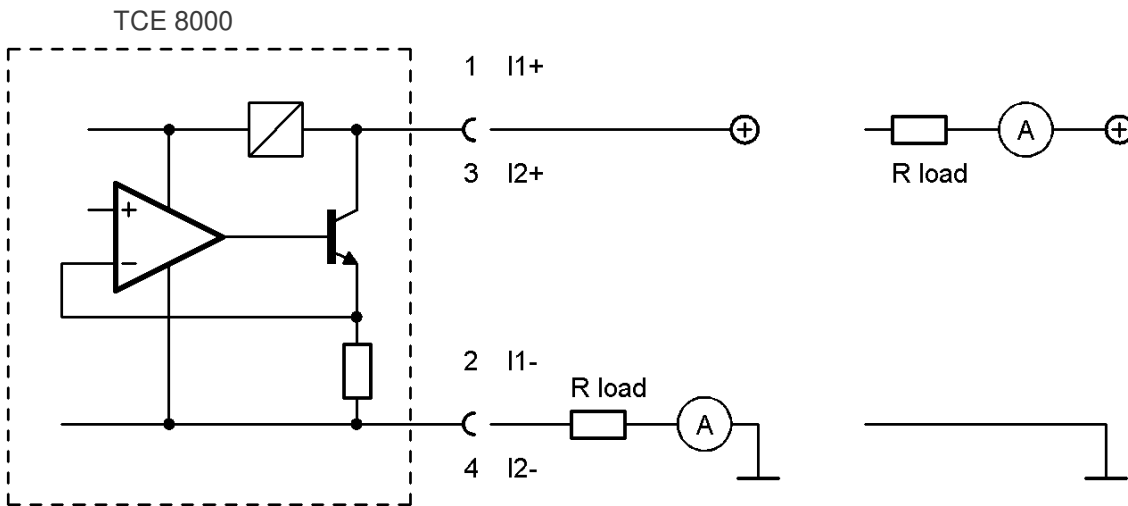 TCE 8000
1 I1+
+ A +
3 I2+ R load
+
−
2 I1-
R load
A
4 I2-